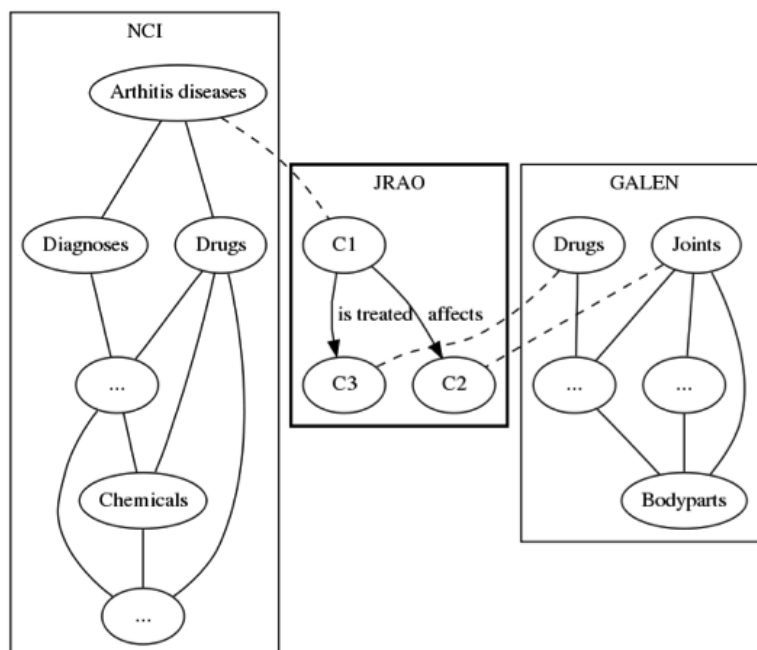 NCI
Arthitis diseases
Diagnoses
Drugs
...
Chemicals
...
JRAO
C1
is treated
affects
C3
C2
GALEN
Drugs
Joints
...
...
Bodyparts